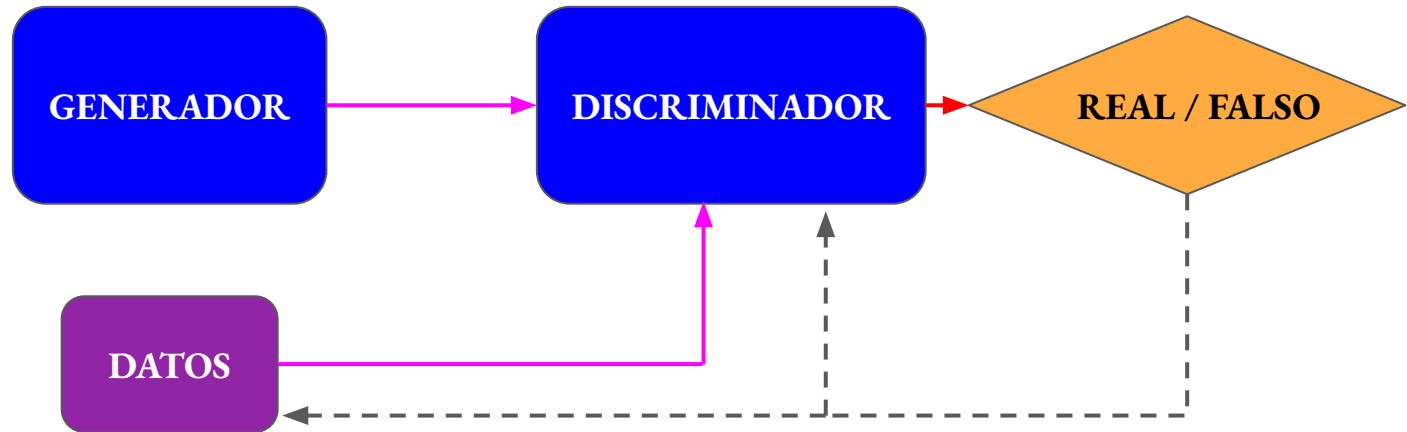 GENERADOR
DISCRIMINADOR
REAL / FALSO
DATOS